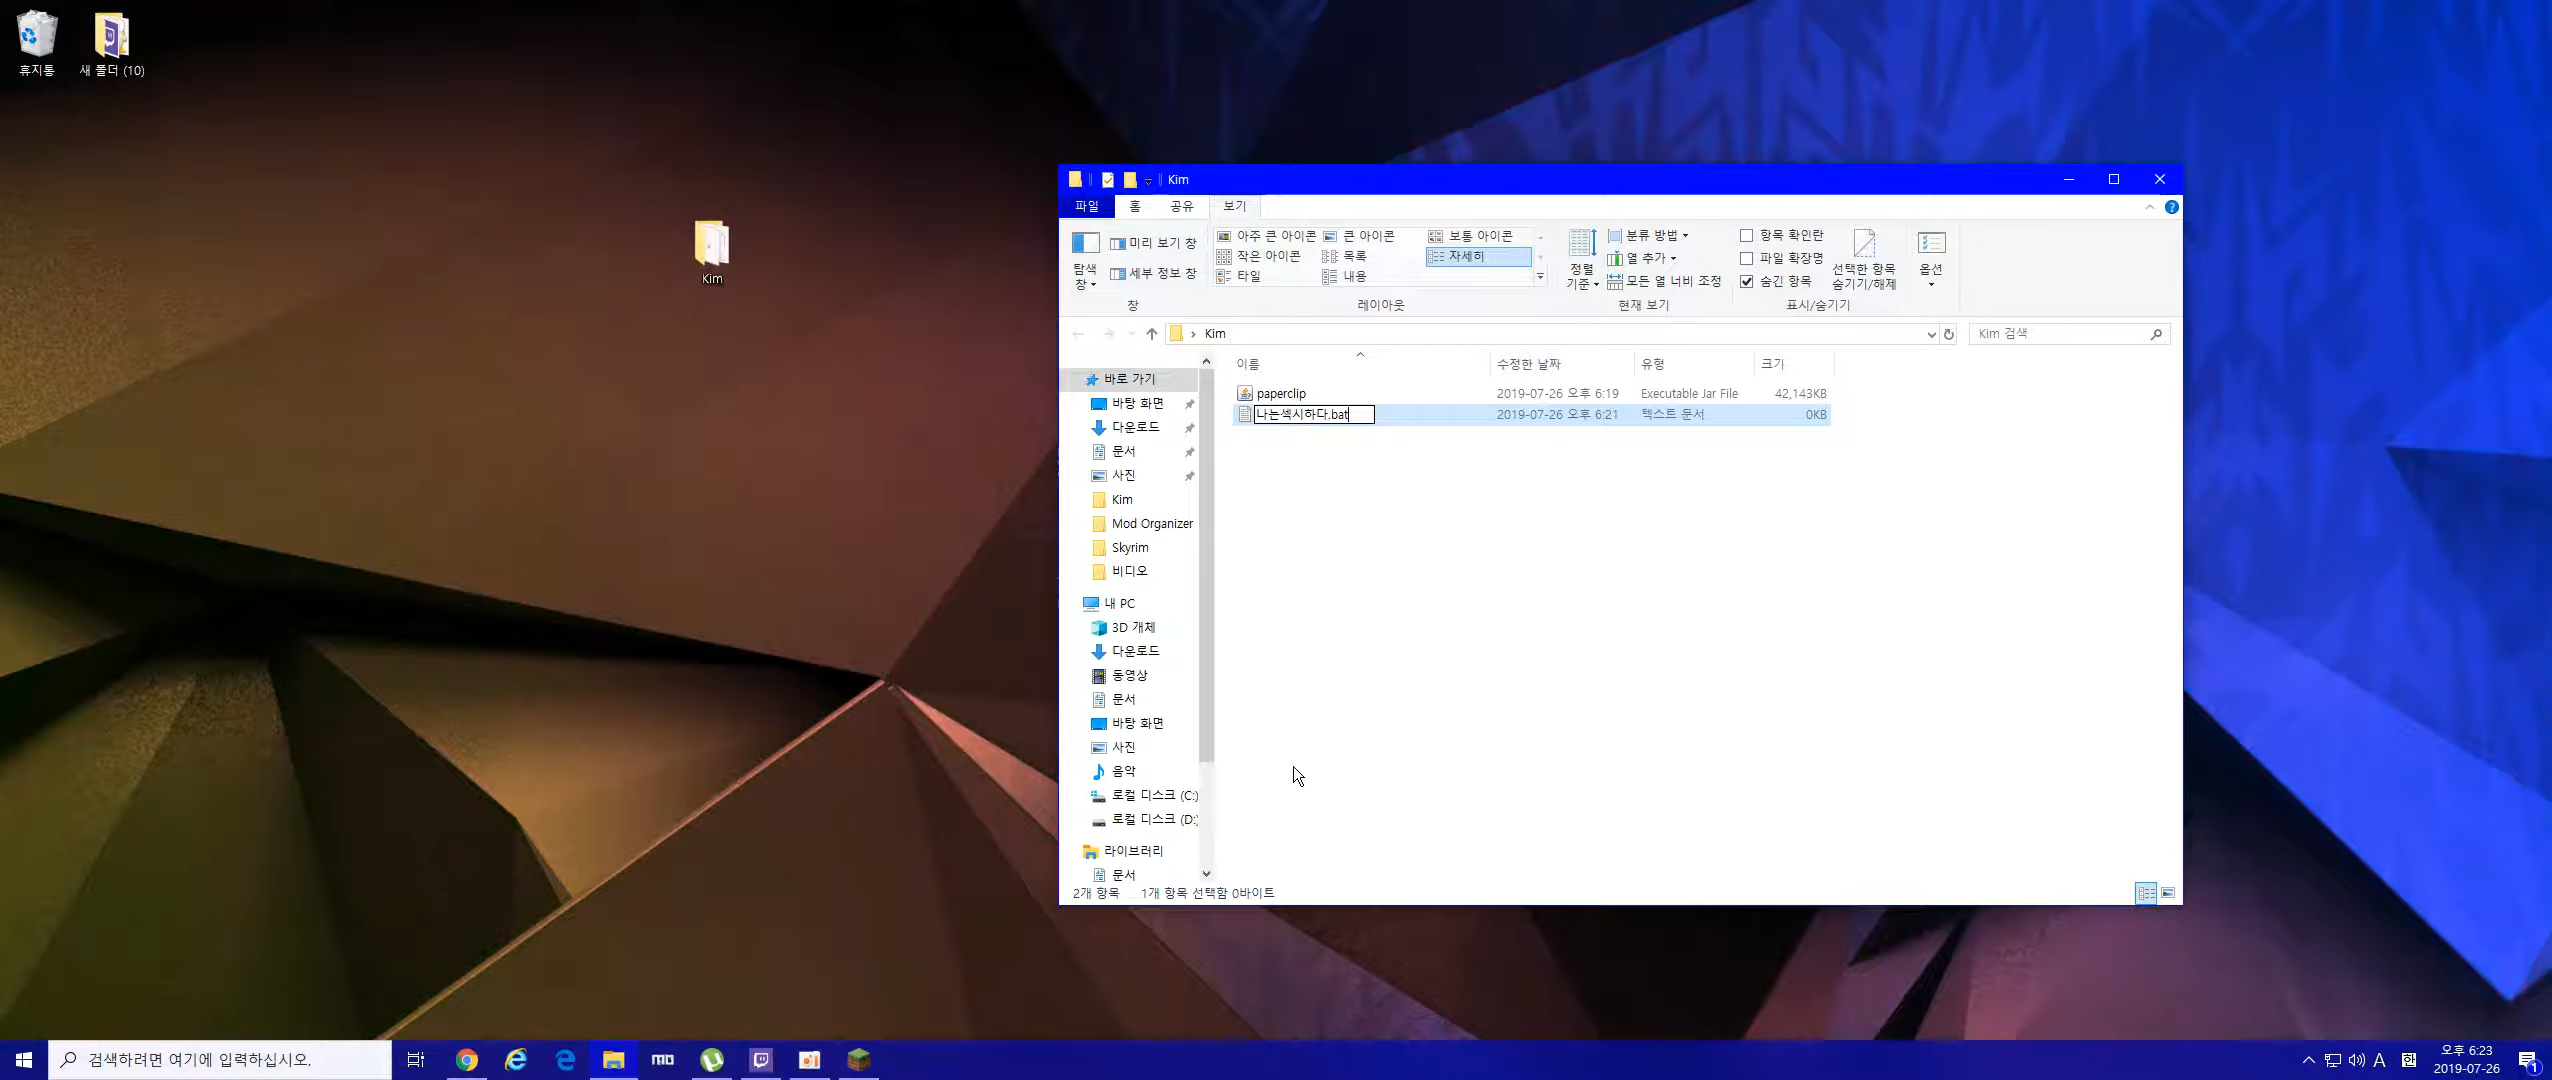 휴지통
새 폴더 (10)
Kim
Kim
파일
홈
공유
보기
탐색
창
미리 보기 창
세부 정보 창
창
아주 큰 아이콘
큰 아이콘
보통 아이콘
작은 아이콘
목록
자세히
타일
내용
레이아웃
정렬
기준
분류 방법
열 추가
모든 열 너비 조정
현재 보기
항목 확인란
파일 확장명
숨긴 항목
선택한 항목
숨기기/해제
표시/숨기기
옵션
Kim
Kim 검색
이름
수정한 날짜
유형
크기
paperclip
2019-07-26 오후 6:19
Executable Jar File
42,143KB
나는섹시하다.bat
2019-07-26 오후 6:21
텍스트 문서
0KB
바로 가기
바탕 화면
다운로드
문서
사진
Kim
Mod Organizer
Skyrim
비디오
내 PC
3D 개체
다운로드
동영상
문서
바탕 화면
사진
음악
로컬 디스크 (C:)
로컬 디스크 (D:)
라이브러리
문서
2개 항목
1개 항목 선택함 0바이트
검색하려면 여기에 입력하십시오.
MO
A
한
오후 6:23
2019-07-26
1